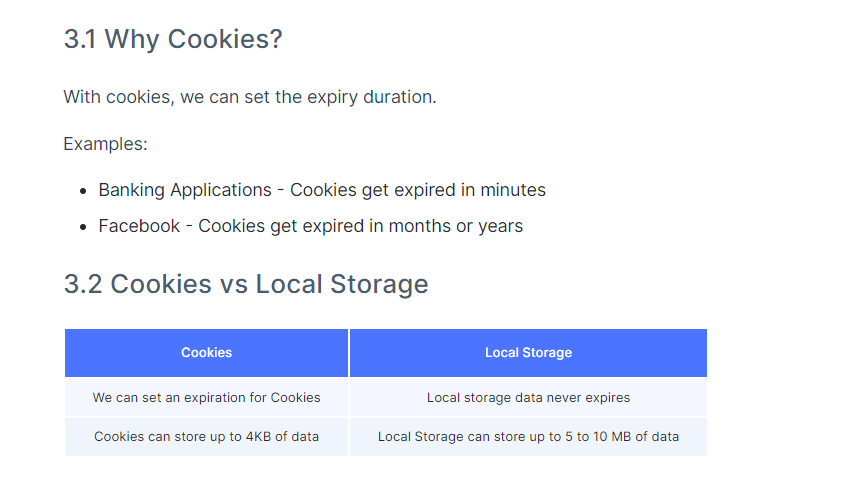 3.1 Why Cookies?
With cookies, we can set the expiry duration.
Examples:
• Banking Applications - Cookies get expired in minutes
• Facebook - Cookies get expired in months or years
3.2 Cookies vs Local Storage
Cookies Local Storage
We can set an expiration for Cookies Local storage data never expires
Cookies can store up to 4KB of data Local Storage can store up to 5 to 10 MB of data